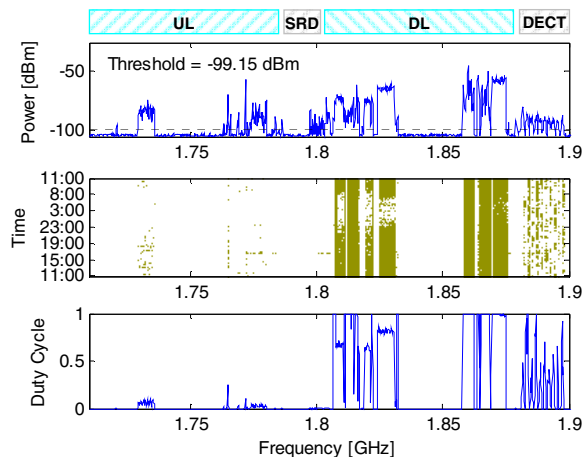 UL SRD DL DECT
Threshold = -99.15 dBm
Power [dBm]
-50
-100
1.75 1.8 1.85 1.9
Time
11:00
8:00
3:00
23:00
19:00
15:00
11:00
1.75 1.8 1.85 1.9
Duty Cycle
1
0.5
0
1.75 1.8 1.85 1.9
Frequency [GHz]